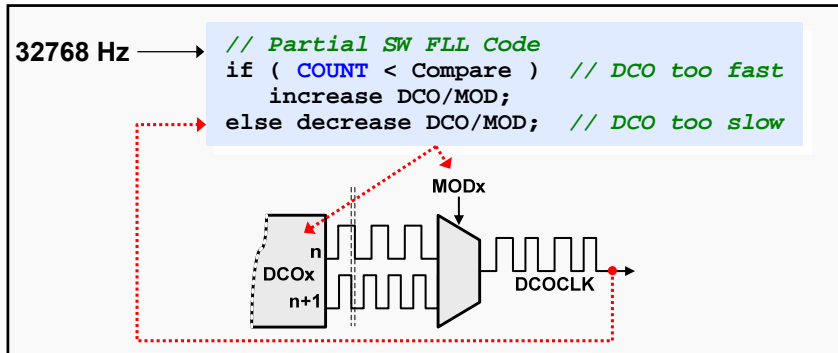 32768 Hz
// Partial SW FLL Code
if ( COUNT < Compare ) // DCO too fast
increase DCO/MOD;
else decrease DCO/MOD; // DCO too slow
MODx
n
DCOx
n+1
DCOCLK